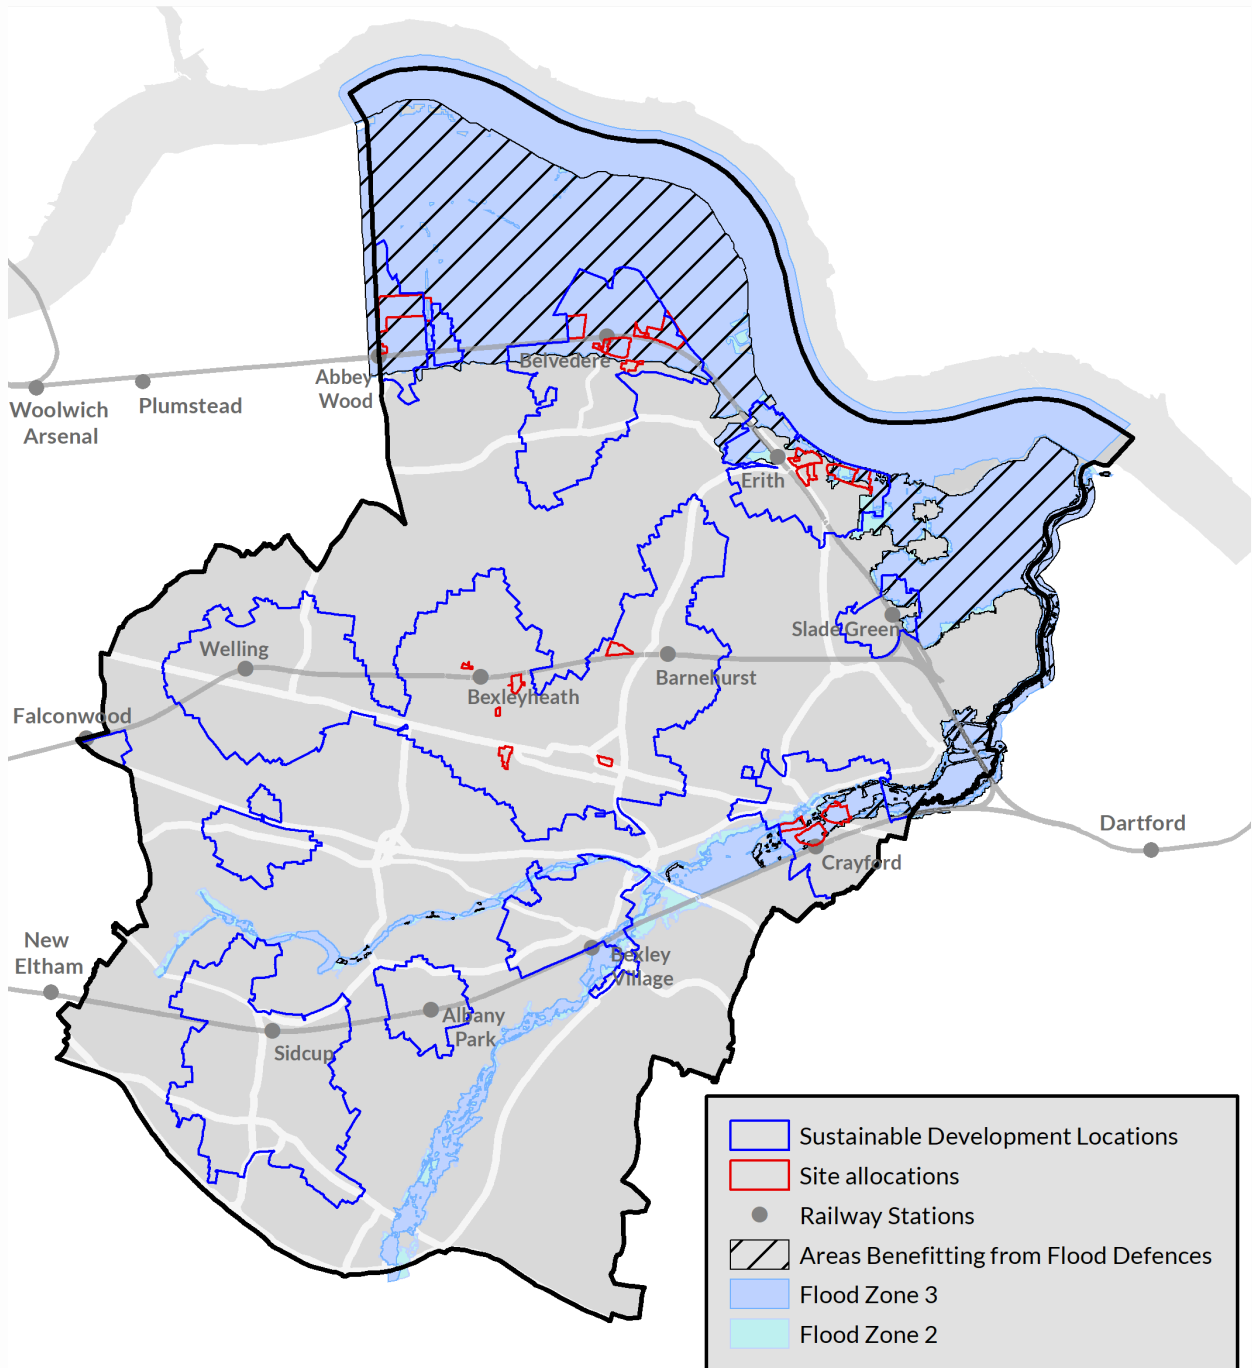 Belvedere
Abbey
Wood
Woolwich
Arsenal
Plumstead
Erith
Slade Green
Welling
Barnehurst
Bexleyheath
Falconwood
Dartford
Crayford
New
Eltham
Bexley
Village
Albany
Park
Sidcup
Sustainable Development Locations
Site allocations
Railway Stations
Areas Benefitting from Flood Defences
Flood Zone 3
Flood Zone 2